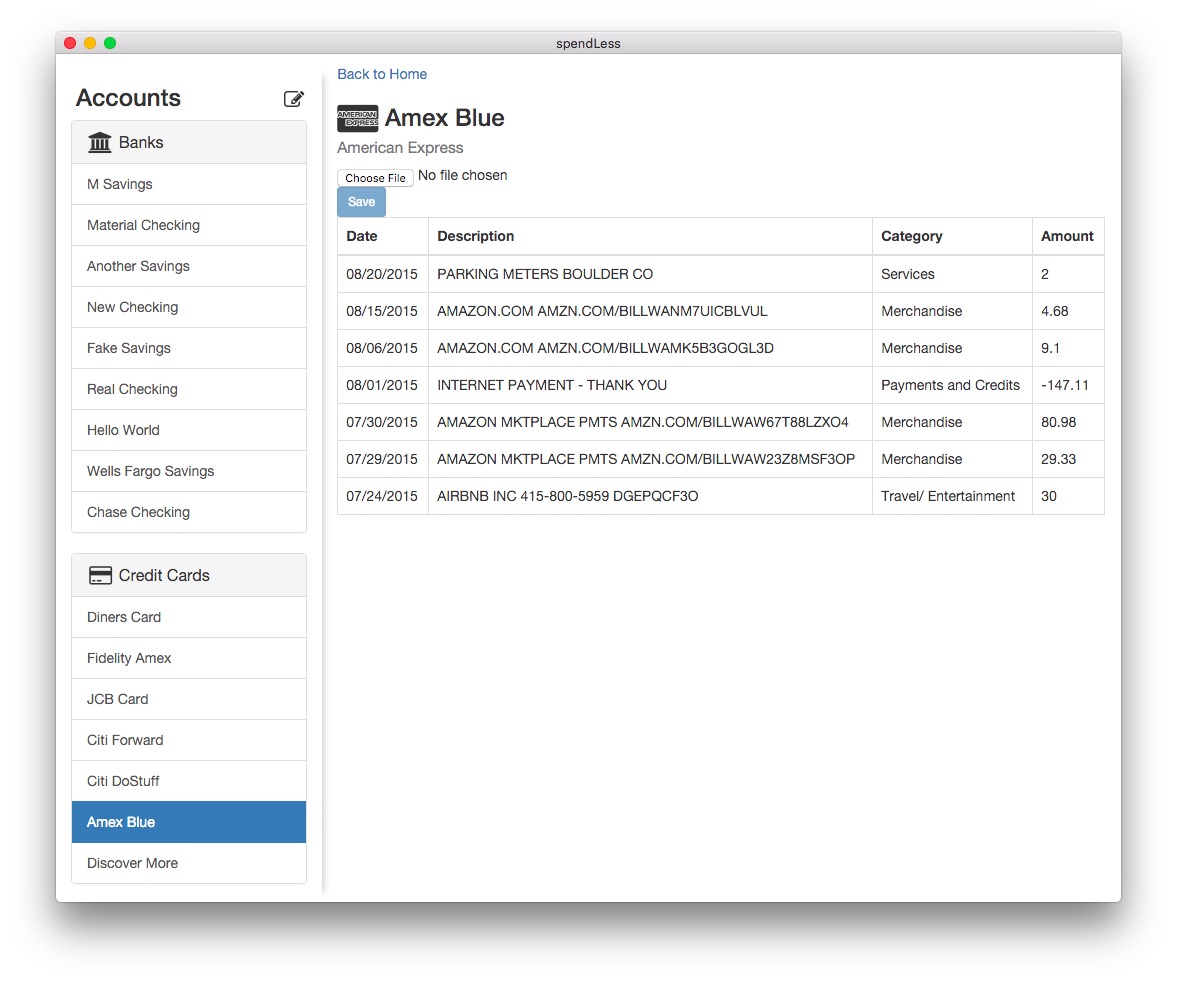 spendLess
Accounts
Banks
M Savings
Material Checking
Another Savings
New Checking
Fake Savings
Real Checking
Hello World
Wells Fargo Savings
Chase Checking
Credit Cards
Diners Card
Fidelity Amex
JCB Card
Citi Forward
Citi DoStuff
Amex Blue
Discover More
Back to Home
AMERICAN
EXPRESS
Amex Blue
American Express
Choose File No file chosen
Save
Date Description Category Amount
08/20/2015 PARKING METERS BOULDER CO Services 2
08/15/2015 AMAZON.COM AMZN.COM/BILLWANM7UICBLVUL Merchandise 4.68
08/06/2015 AMAZON.COM AMZN.COM/BILLWAMK5B3GOGL3D Merchandise 9.1
08/01/2015 INTERNET PAYMENT - THANK YOU Payments and Credits -147.11
07/30/2015 AMAZON MKTPLACE PMTS AMZN.COM/BILLWAW67T88LZXO4 Merchandise 80.98
07/29/2015 AMAZON MKTPLACE PMTS AMZN.COM/BILLWAW23Z8MSF3OP Merchandise 29.33
07/24/2015 AIRBNB INC 415-800-5959 DGEPQCF3O Travel/ Entertainment 30